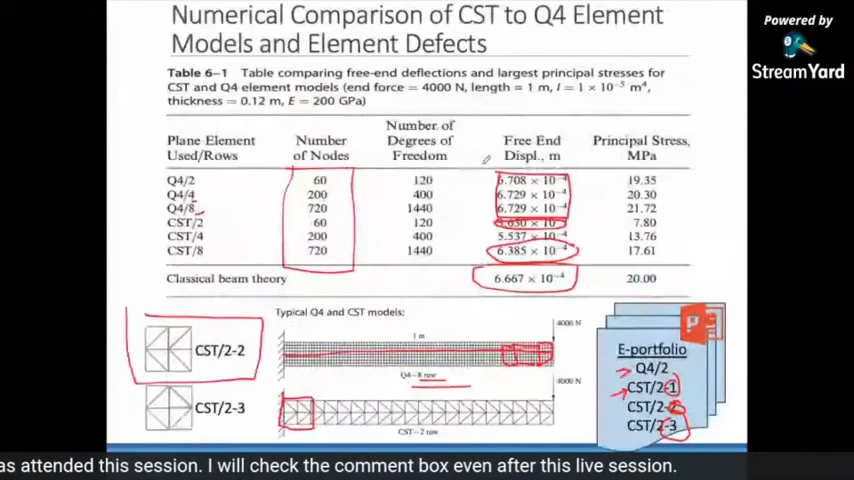 Numerical Comparison of CST to Q4 Element
Models and Element Defects
Powered by
StreamYard
Table 6–1 Table comparing free-end deflections and largest principal stresses for
CST and Q4 element models (end force = 4000 N, length = 1 m, I = 1 × 10⁻⁵ m⁴,
thickness = 0.12 m, E = 200 GPa)
Plane Element Used/Rows Number of Nodes Number of Degrees of Freedom Free End Displ., m Principal Stress, MPa
Q4/2 60 120 6.708 × 10⁻⁴ 19.35
Q4/4 200 400 6.729 × 10⁻⁴ 20.30
Q4/8 720 1440 6.729 × 10⁻⁴ 21.72
CST/2 60 120 7.80
CST/4 200 400 5.537 × 10⁻⁴ 13.76
CST/8 720 1440 6.385 × 10⁻⁴ 17.61
Classical beam theory 6.667 × 10⁻⁴ 20.00
Typical Q4 and CST models:
4000 N
1 m
CST/2-2
Q4–8 row
4000 N
CST/2-3
CST–2 row
P
E-portfolio
Q4/2
CST/2-1
CST/2-2
CST/2-3
as attended this session. I will check the comment box even after this live session.